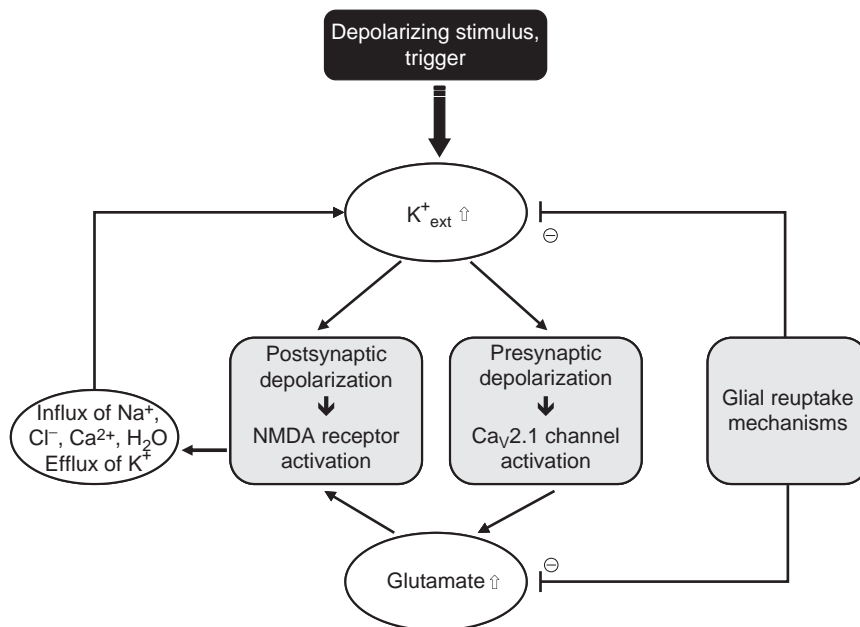 Depolarizing stimulus,
trigger
K⁺ext ⇧
⊖
Postsynaptic
depolarization
🡻
NMDA receptor
activation
Presynaptic
depolarization
🡻
CaV2.1 channel
activation
Glial reuptake
mechanisms
Influx of Na⁺,
Cl⁻, Ca²⁺, H₂O
Efflux of K⁺
Glutamate ⇧
⊖